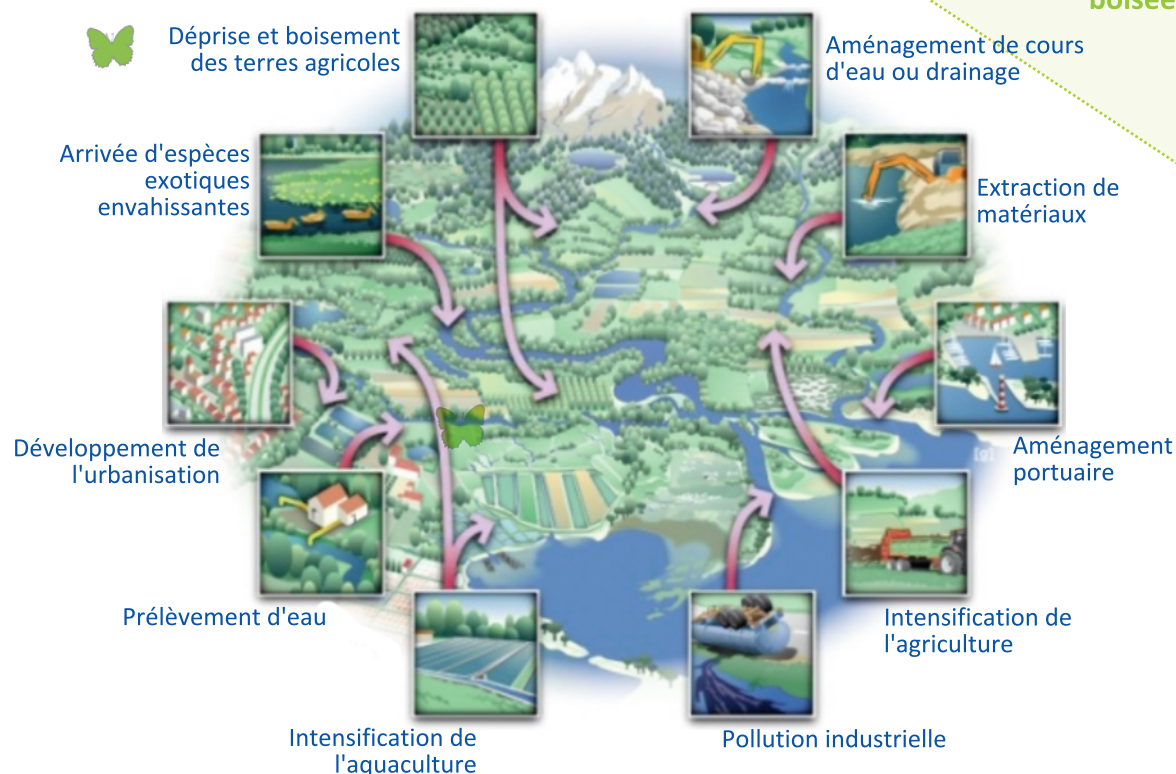 boisée
Déprise et boisement
des terres agricoles
Aménagement de cours
d'eau ou drainage
Arrivée d'espèces
exotiques
envahissantes
Extraction de
matériaux
Développement de
l'urbanisation
[g]
Aménagement
portuaire
Prélèvement d'eau
Intensification de
l'agriculture
Intensification de
l'aquaculture
Pollution industrielle